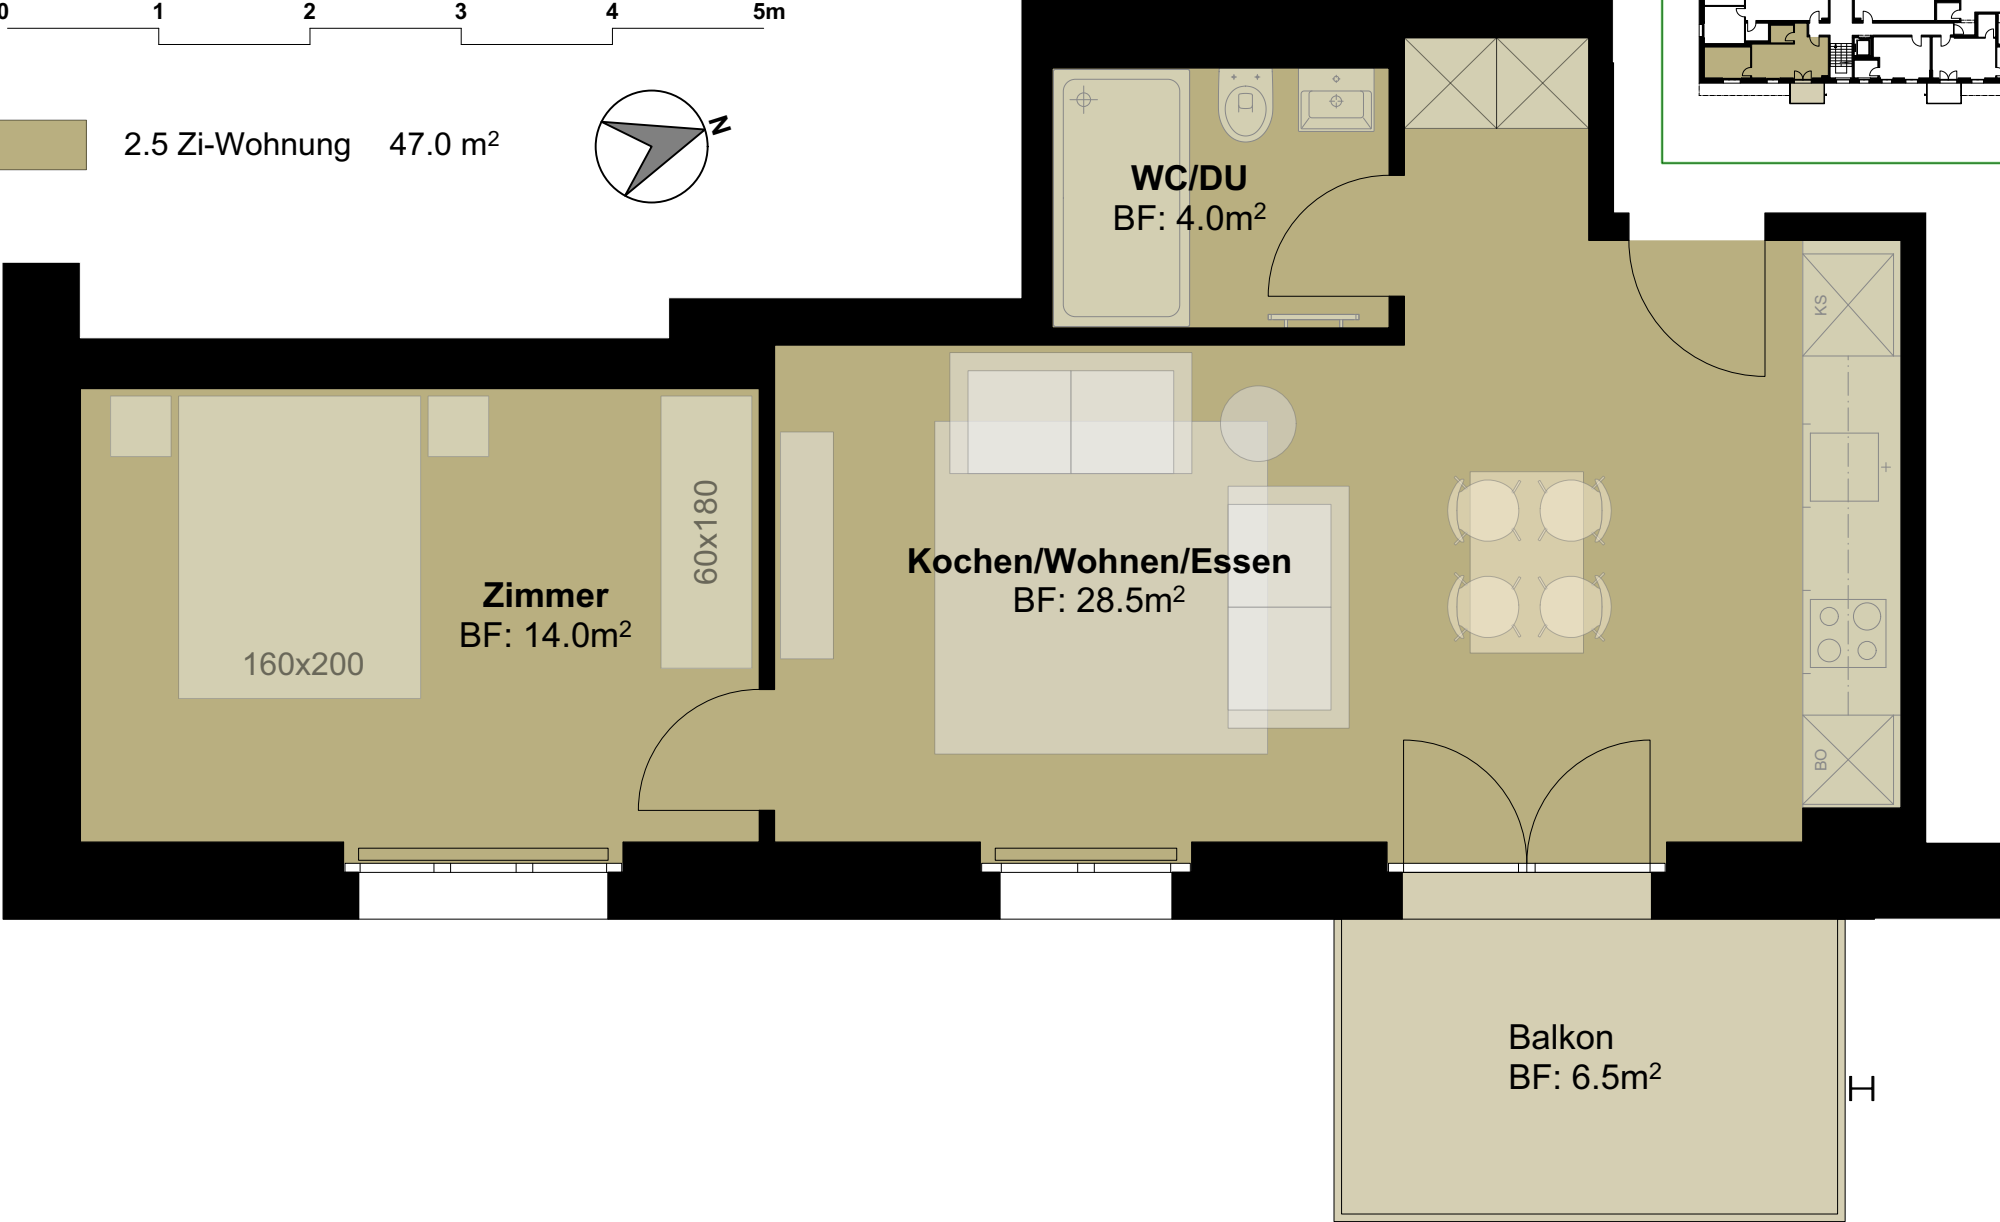 0 1 2 3 4 5m
2.5 Zi-Wohnung 47.0 m²
N
WC/DU
BF: 4.0m²
KS
60x180
Kochen/Wohnen/Essen
BF: 28.5m²
Zimmer
BF: 14.0m²
160x200
BO
Balkon
BF: 6.5m²